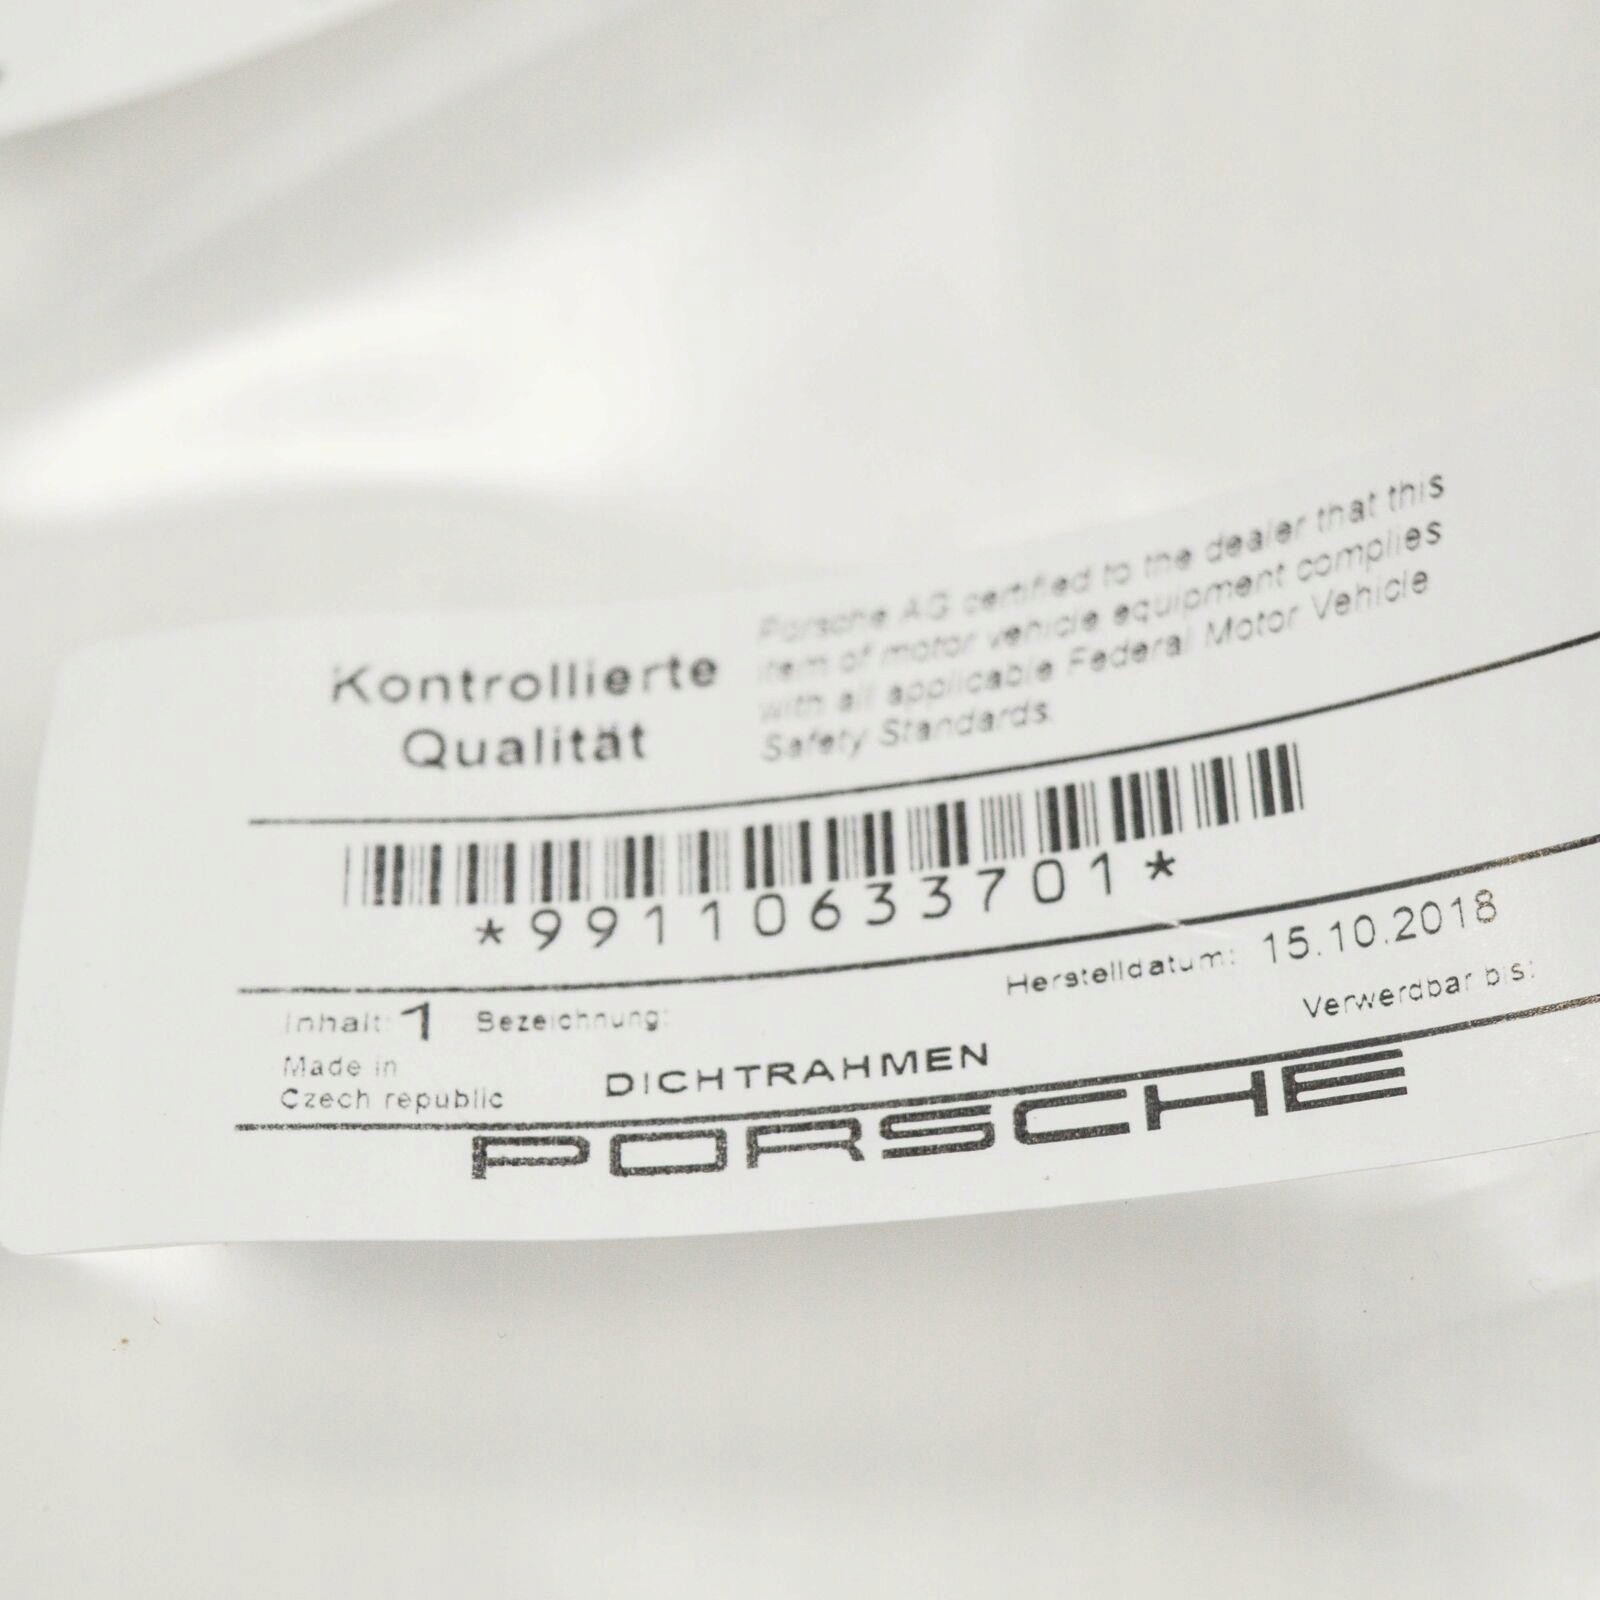 Kontrollierte
Qualität
Porsche AG certified to the dealer that this
item of motor vehicle equipment complies
with all applicable Federal Motor Vehicle
Safety Standards.
*99110633701*
Herstelldatum: 15.10.2018
Verwerdbar bis:
Inhalt: 1 Bezeichnung:
Made in
Czech republic
DICHTRAHMEN
PORSCHE